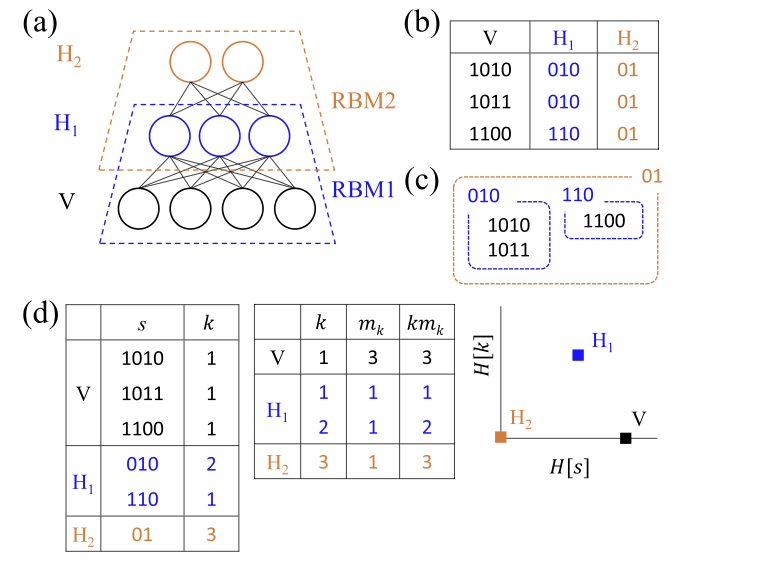 (a)
H₂
RBM2
H₁
RBM1
V
(b)
V H₁ H₂
1010 010 01
1011 010 01
1100 110 01
(c)
01
010 110
1010 1100
1011
(d)
s k
V
1010 1
1011 1
1100 1
H₁
010 2
110 1
H₂ 01 3
k mₖ kmₖ
V 1 3 3
H₁
1 1 1
2 1 2
H₂ 3 1 3
H[k]
H₁
H₂
V
H[s]